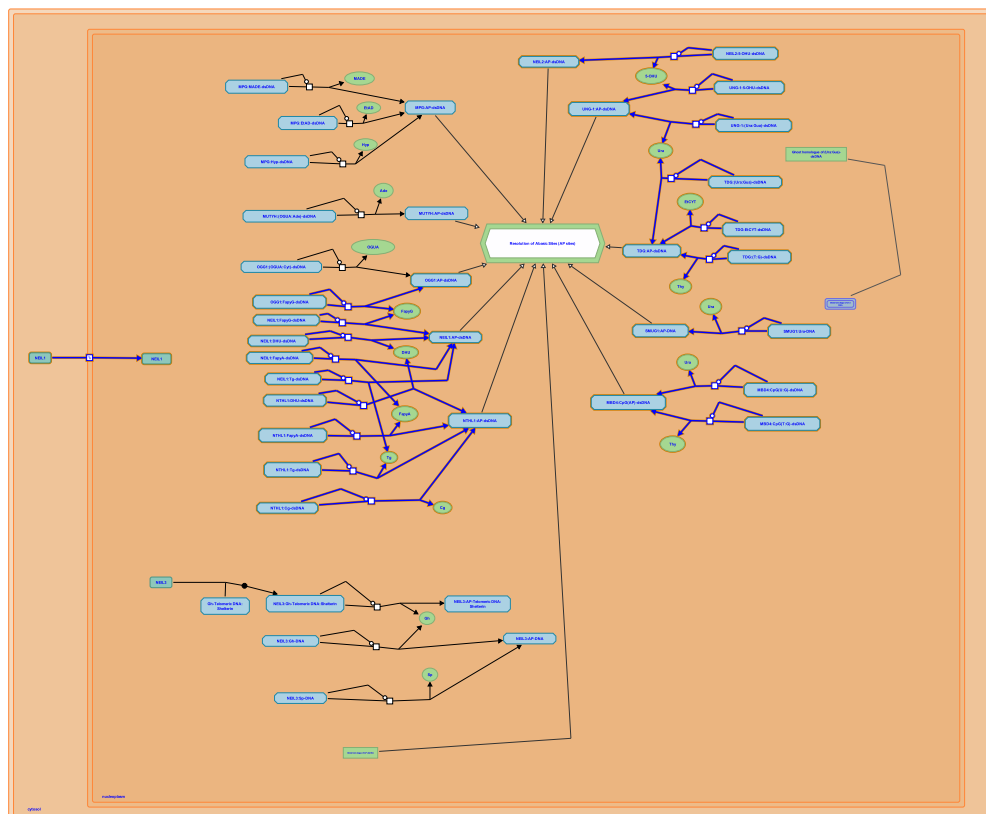 NEIL2:AP-dsDNA
NEIL2:5-OHU-dsDNA
5-OHU
UNG-1:5-OHU-dsDNA
UNG-1:AP-dsDNA
UNG-1:(Ura:Gua)-dsDNA
Ura
TDG:(Ura:Gua)-dsDNA
EtCYT
TDG:EtCYT-dsDNA
TDG:AP-dsDNA
TDG:(T:G)-dsDNA
Thy
Ura
SMUG1:AP-DNA
SMUG1:Ura-DNA
Ura
MBD4:CpG(U:G)-dsDNA
MBD4:CpG(AP)-dsDNA
MBD4:CpG(T:G)-dsDNA
Thy
MPG:MADE-dsDNA
MADE
MPG:EtAD-dsDNA
EtAD
MPG:AP-dsDNA
MPG:Hyp-dsDNA
Hyp
Ade
MUTYH:(OGUA:Ade)-dsDNA
MUTYH:AP-dsDNA
Resolution of Abasic Sites (AP sites)
OGUA
OGG1:(OGUA:Cyt)-dsDNA
OGG1:AP-dsDNA
OGG1:FapyG-dsDNA
FapyG
NEIL1:FapyG-dsDNA
NEIL1:AP-dsDNA
NEIL1:DHU-dsDNA
DHU
NEIL1:FapyA-dsDNA
NEIL1:Tg-dsDNA
NTHL1:DHU-dsDNA
FapyA
NTHL1:AP-dsDNA
NTHL1:FapyA-dsDNA
Tg
NTHL1:Tg-dsDNA
NTHL1:Cg-dsDNA
Cg
NEIL1
NEIL1
NEIL3
Gh-Telomeric DNA:
Shelterin
NEIL3:Gh-Telomeric DNA:Shelterin
NEIL3:AP-Telomeric DNA:
Shelterin
Gh
NEIL3:Gh-DNA
NEIL3:AP-DNA
Sp
NEIL3:Sp-DNA
nucleoplasm
cytosol